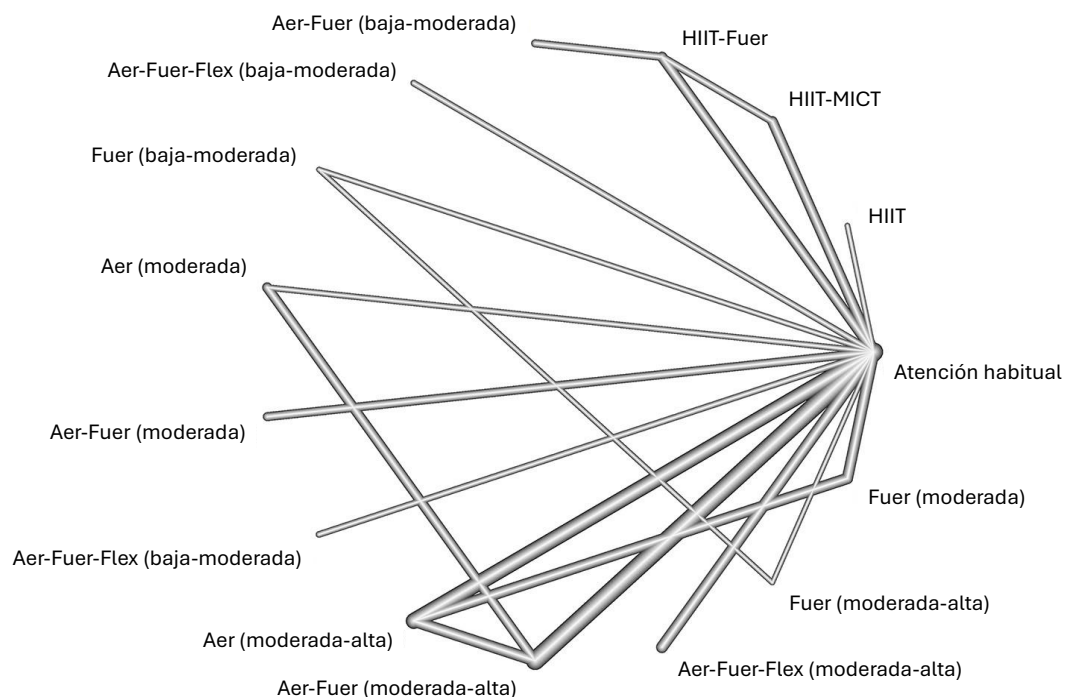 Aer-Fuer (baja-moderada)
HIIT-Fuer
Aer-Fuer-Flex (baja-moderada)
HIIT-MICT
Fuer (baja-moderada)
HIIT
Aer (moderada)
Atención habitual
Aer-Fuer (moderada)
Fuer (moderada)
Aer-Fuer-Flex (baja-moderada)
Fuer (moderada-alta)
Aer (moderada-alta)
Aer-Fuer-Flex (moderada-alta)
Aer-Fuer (moderada-alta)